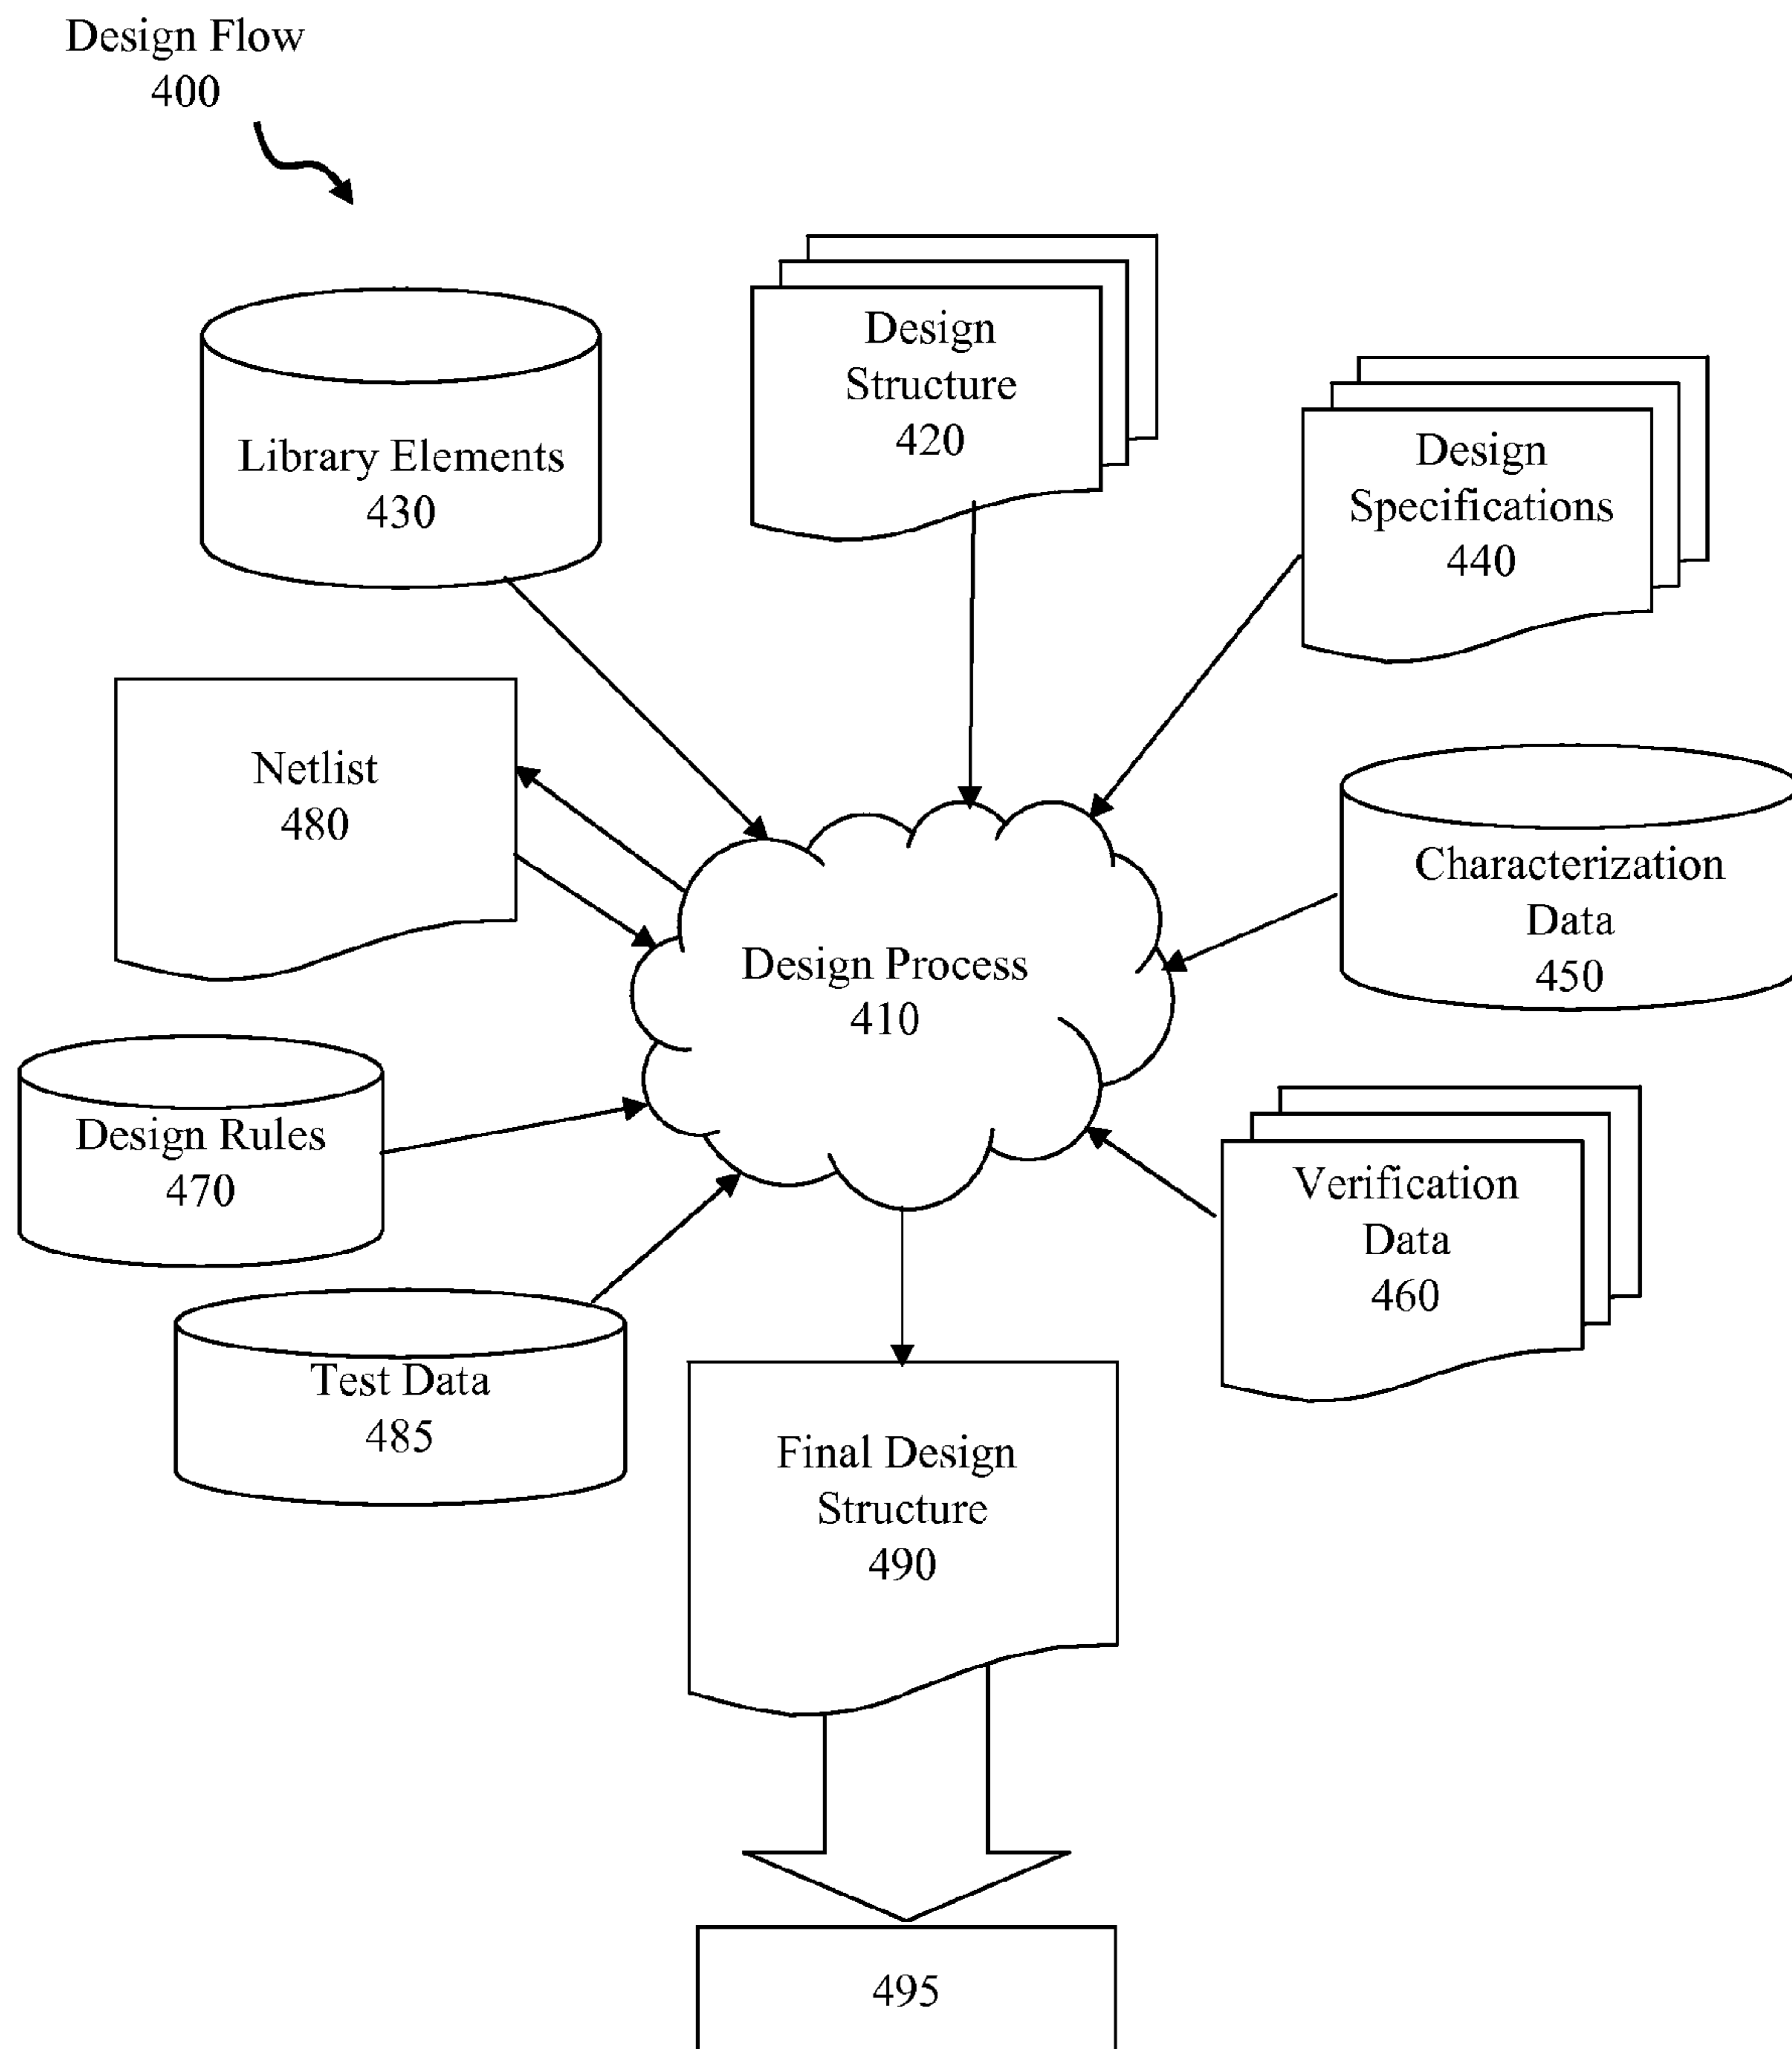 Design Flow
400
Design
Structure
420
Library Elements
430
Design
Specifications
440
Netlist
480
Characterization
Data
450
Design Process
410
Design Rules
470
Verification
Data
460
Test Data
485
Final Design
Structure
490
495